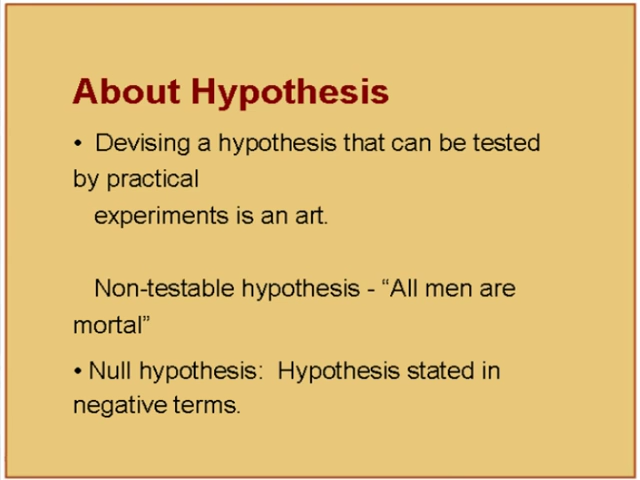 About Hypothesis
• Devising a hypothesis that can be tested
by practical
experiments is an art.
Non-testable hypothesis - “All men are
mortal”
• Null hypothesis: Hypothesis stated in
negative terms.